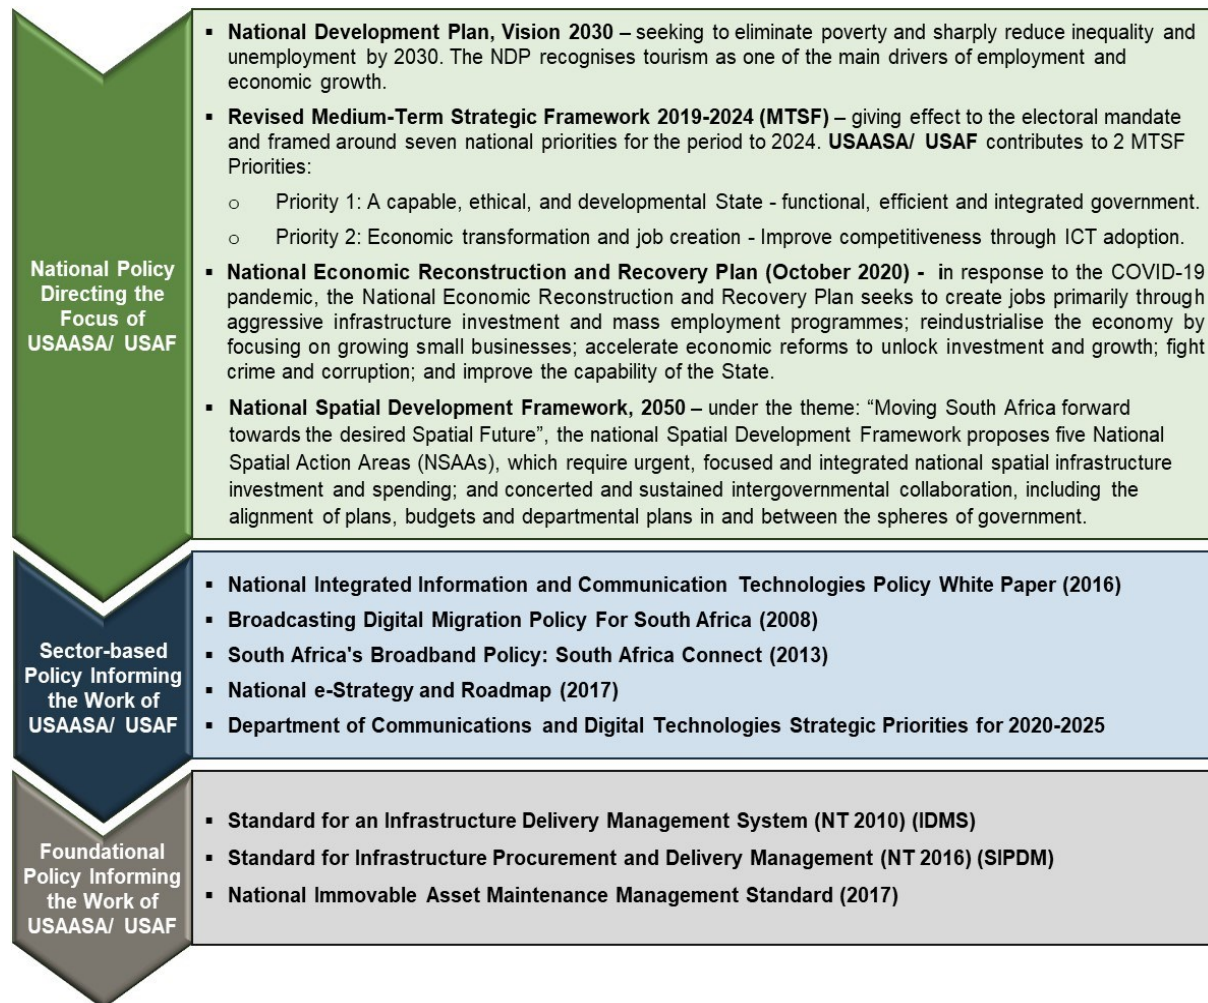 National Policy
Directing the
Focus of
USAASA/ USAF
▪ National Development Plan, Vision 2030 – seeking to eliminate poverty and sharply reduce inequality and
unemployment by 2030. The NDP recognises tourism as one of the main drivers of employment and
economic growth.
▪ Revised Medium-Term Strategic Framework 2019-2024 (MTSF) – giving effect to the electoral mandate
and framed around seven national priorities for the period to 2024. USAASA/ USAF contributes to 2 MTSF
Priorities:
o Priority 1: A capable, ethical, and developmental State - functional, efficient and integrated government.
o Priority 2: Economic transformation and job creation - Improve competitiveness through ICT adoption.
▪ National Economic Reconstruction and Recovery Plan (October 2020) - in response to the COVID-19
pandemic, the National Economic Reconstruction and Recovery Plan seeks to create jobs primarily through
aggressive infrastructure investment and mass employment programmes; reindustrialise the economy by
focusing on growing small businesses; accelerate economic reforms to unlock investment and growth; fight
crime and corruption; and improve the capability of the State.
▪ National Spatial Development Framework, 2050 – under the theme: “Moving South Africa forward
towards the desired Spatial Future”, the national Spatial Development Framework proposes five National
Spatial Action Areas (NSAAs), which require urgent, focused and integrated national spatial infrastructure
investment and spending; and concerted and sustained intergovernmental collaboration, including the
alignment of plans, budgets and departmental plans in and between the spheres of government.
Sector-based
Policy Informing
the Work of
USAASA/ USAF
▪ National Integrated Information and Communication Technologies Policy White Paper (2016)
▪ Broadcasting Digital Migration Policy For South Africa (2008)
▪ South Africa's Broadband Policy: South Africa Connect (2013)
▪ National e-Strategy and Roadmap (2017)
▪ Department of Communications and Digital Technologies Strategic Priorities for 2020-2025
Foundational
Policy Informing
the Work of
USAASA/ USAF
▪ Standard for an Infrastructure Delivery Management System (NT 2010) (IDMS)
▪ Standard for Infrastructure Procurement and Delivery Management (NT 2016) (SIPDM)
▪ National Immovable Asset Maintenance Management Standard (2017)